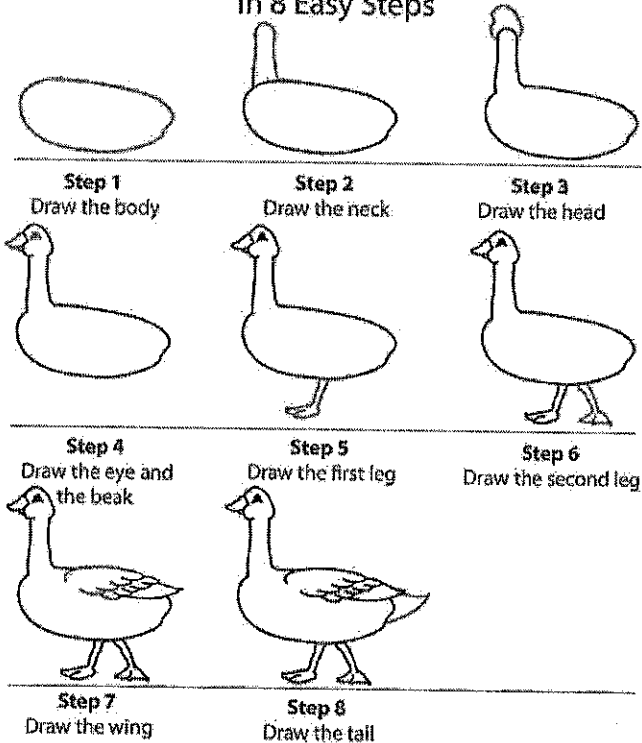 in 8 Easy Steps
Step 1
Draw the body
Step 2
Draw the neck
Step 3
Draw the head
Step 4
Draw the eye and
the beak
Step 5
Draw the first leg
Step 6
Draw the second leg
Step 7
Draw the wing
Step 8
Draw the tail